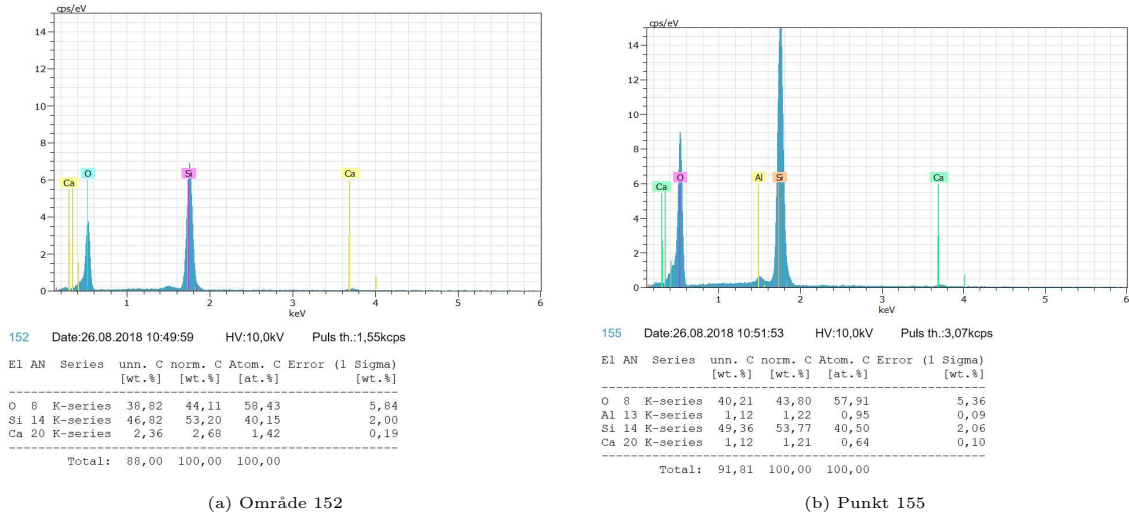 cps/eV
14
12
10
8
6
4
2
0
Ca
O
Si
Ca
1
2
3
4
5
6
keV
152 Date:26.08.2018 10:49:59 HV:10,0kV Puls th.:1,55kcps
El AN Series unn. C norm. C Atom. C Error (1 Sigma)
[wt.%] [wt.%] [at.%] [wt.%]
O 8 K-series 38,82 44,11 58,43 5,84
Si 14 K-series 46,82 53,20 40,15 2,00
Ca 20 K-series 2,36 2,68 1,42 0,19
Total: 88,00 100,00 100,00
(a) Område 152
cps/eV
14
12
10
8
6
4
2
0
Ca
O
Al
Si
Ca
1
2
3
4
5
6
keV
155 Date:26.08.2018 10:51:53 HV:10,0kV Puls th.:3,07kcps
El AN Series unn. C norm. C Atom. C Error (1 Sigma)
[wt.%] [wt.%] [at.%] [wt.%]
O 8 K-series 40,21 43,80 57,91 5,36
Al 13 K-series 1,12 1,22 0,95 0,09
Si 14 K-series 49,36 53,77 40,50 2,06
Ca 20 K-series 1,12 1,21 0,64 0,10
Total: 91,81 100,00 100,00
(b) Punkt 155